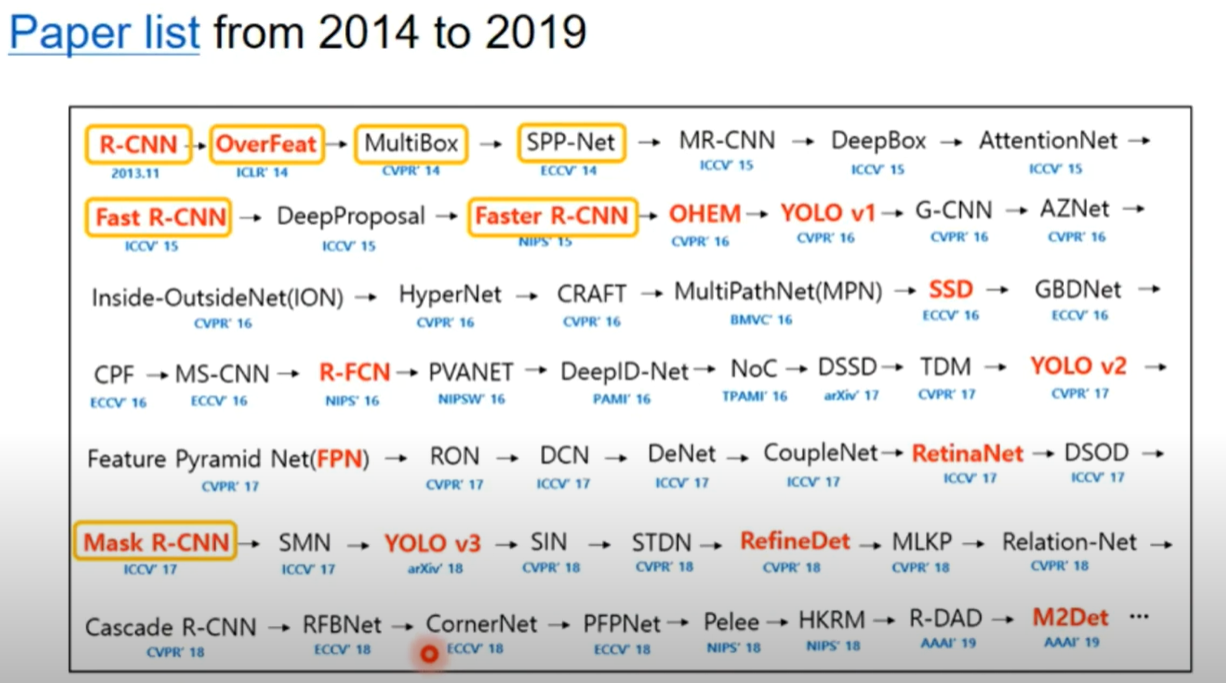 Paper list from 2014 to 2019
R-CNN → OverFeat → MultiBox → SPP-Net → MR-CNN → DeepBox → AttentionNet →
2013.11 ICLR' 14 CVPR' 14 ECCV' 14 ICCV' 15 ICCV' 15 ICCV' 15
Fast R-CNN → DeepProposal → Faster R-CNN → OHEM → YOLO v1 → G-CNN → AZNet →
ICCV' 15 ICCV' 15 NIPS' 15 CVPR' 16 CVPR' 16 CVPR' 16 CVPR' 16
Inside-OutsideNet(ION) → HyperNet → CRAFT → MultiPathNet(MPN) → SSD → GBDNet →
CVPR' 16 CVPR' 16 CVPR' 16 BMVC' 16 ECCV' 16 ECCV' 16
CPF → MS-CNN → R-FCN → PVANET → DeepID-Net → NoC → DSSD → TDM → YOLO v2 →
ECCV' 16 ECCV' 16 NIPS' 16 NIPSW' 16 PAMI' 16 TPAMI' 16 arXiv' 17 CVPR' 17 CVPR' 17
Feature Pyramid Net(FPN) → RON → DCN → DeNet → CoupleNet → RetinaNet → DSOD →
CVPR' 17 CVPR' 17 ICCV' 17 ICCV' 17 ICCV' 17 ICCV' 17 ICCV' 17
Mask R-CNN → SMN → YOLO v3 → SIN → STDN → RefineDet → MLKP → Relation-Net →
ICCV' 17 ICCV' 17 arXiv' 18 CVPR' 18 CVPR' 18 CVPR' 18 CVPR' 18 CVPR' 18
Cascade R-CNN → RFBNet → CornerNet → PFPNet → Pelee → HKRM → R-DAD → M2Det ···
CVPR' 18 ECCV' 18 ECCV' 18 ECCV' 18 NIPS' 18 NIPS' 18 AAAI' 19 AAAI' 19